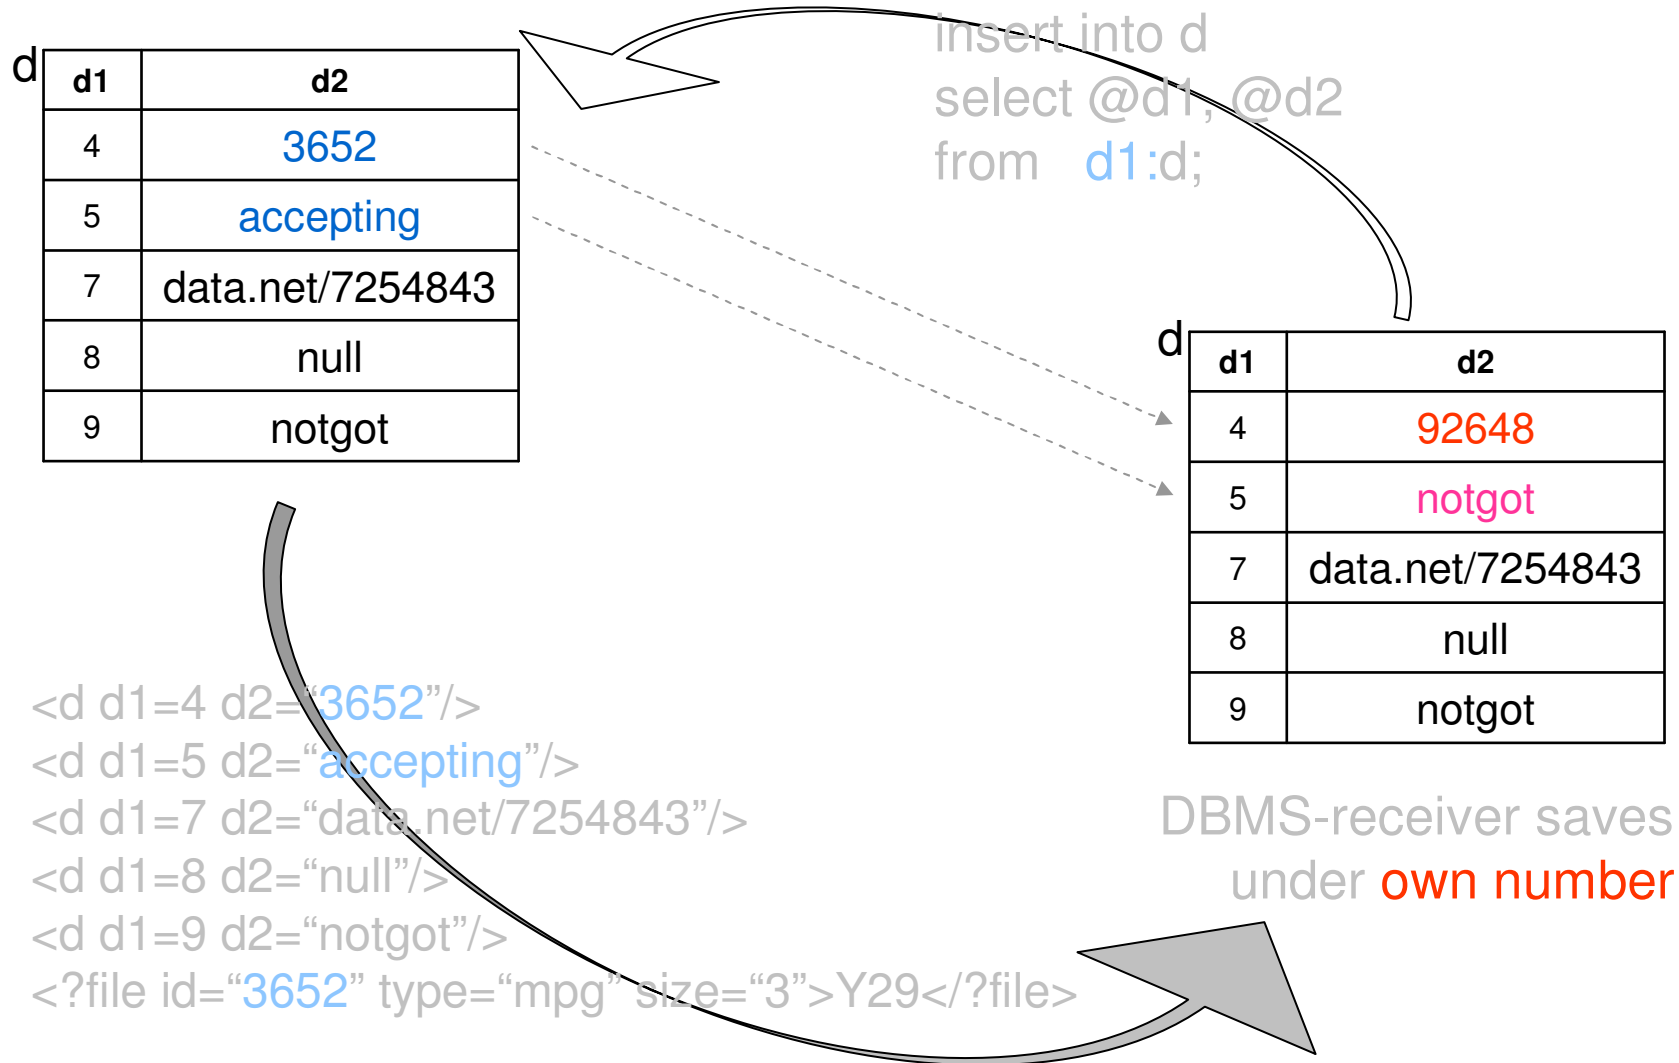 d
d1 d2
4 3652
5 accepting
7 data.net/7254843
8 null
9 notgot
insert into d
select @d1, @d2
from d1:d;
d
d1 d2
4 92648
5 notgot
7 data.net/7254843
8 null
9 notgot
<d d1=4 d2=“3652”/>
<d d1=5 d2=“accepting”/>
<d d1=7 d2=“data.net/7254843”/>
<d d1=8 d2=“null”/>
<d d1=9 d2=“notgot”/>
<?file id=“3652” type=“mpg” size=“3”>Y29</?file>
DBMS-receiver saves
under own number